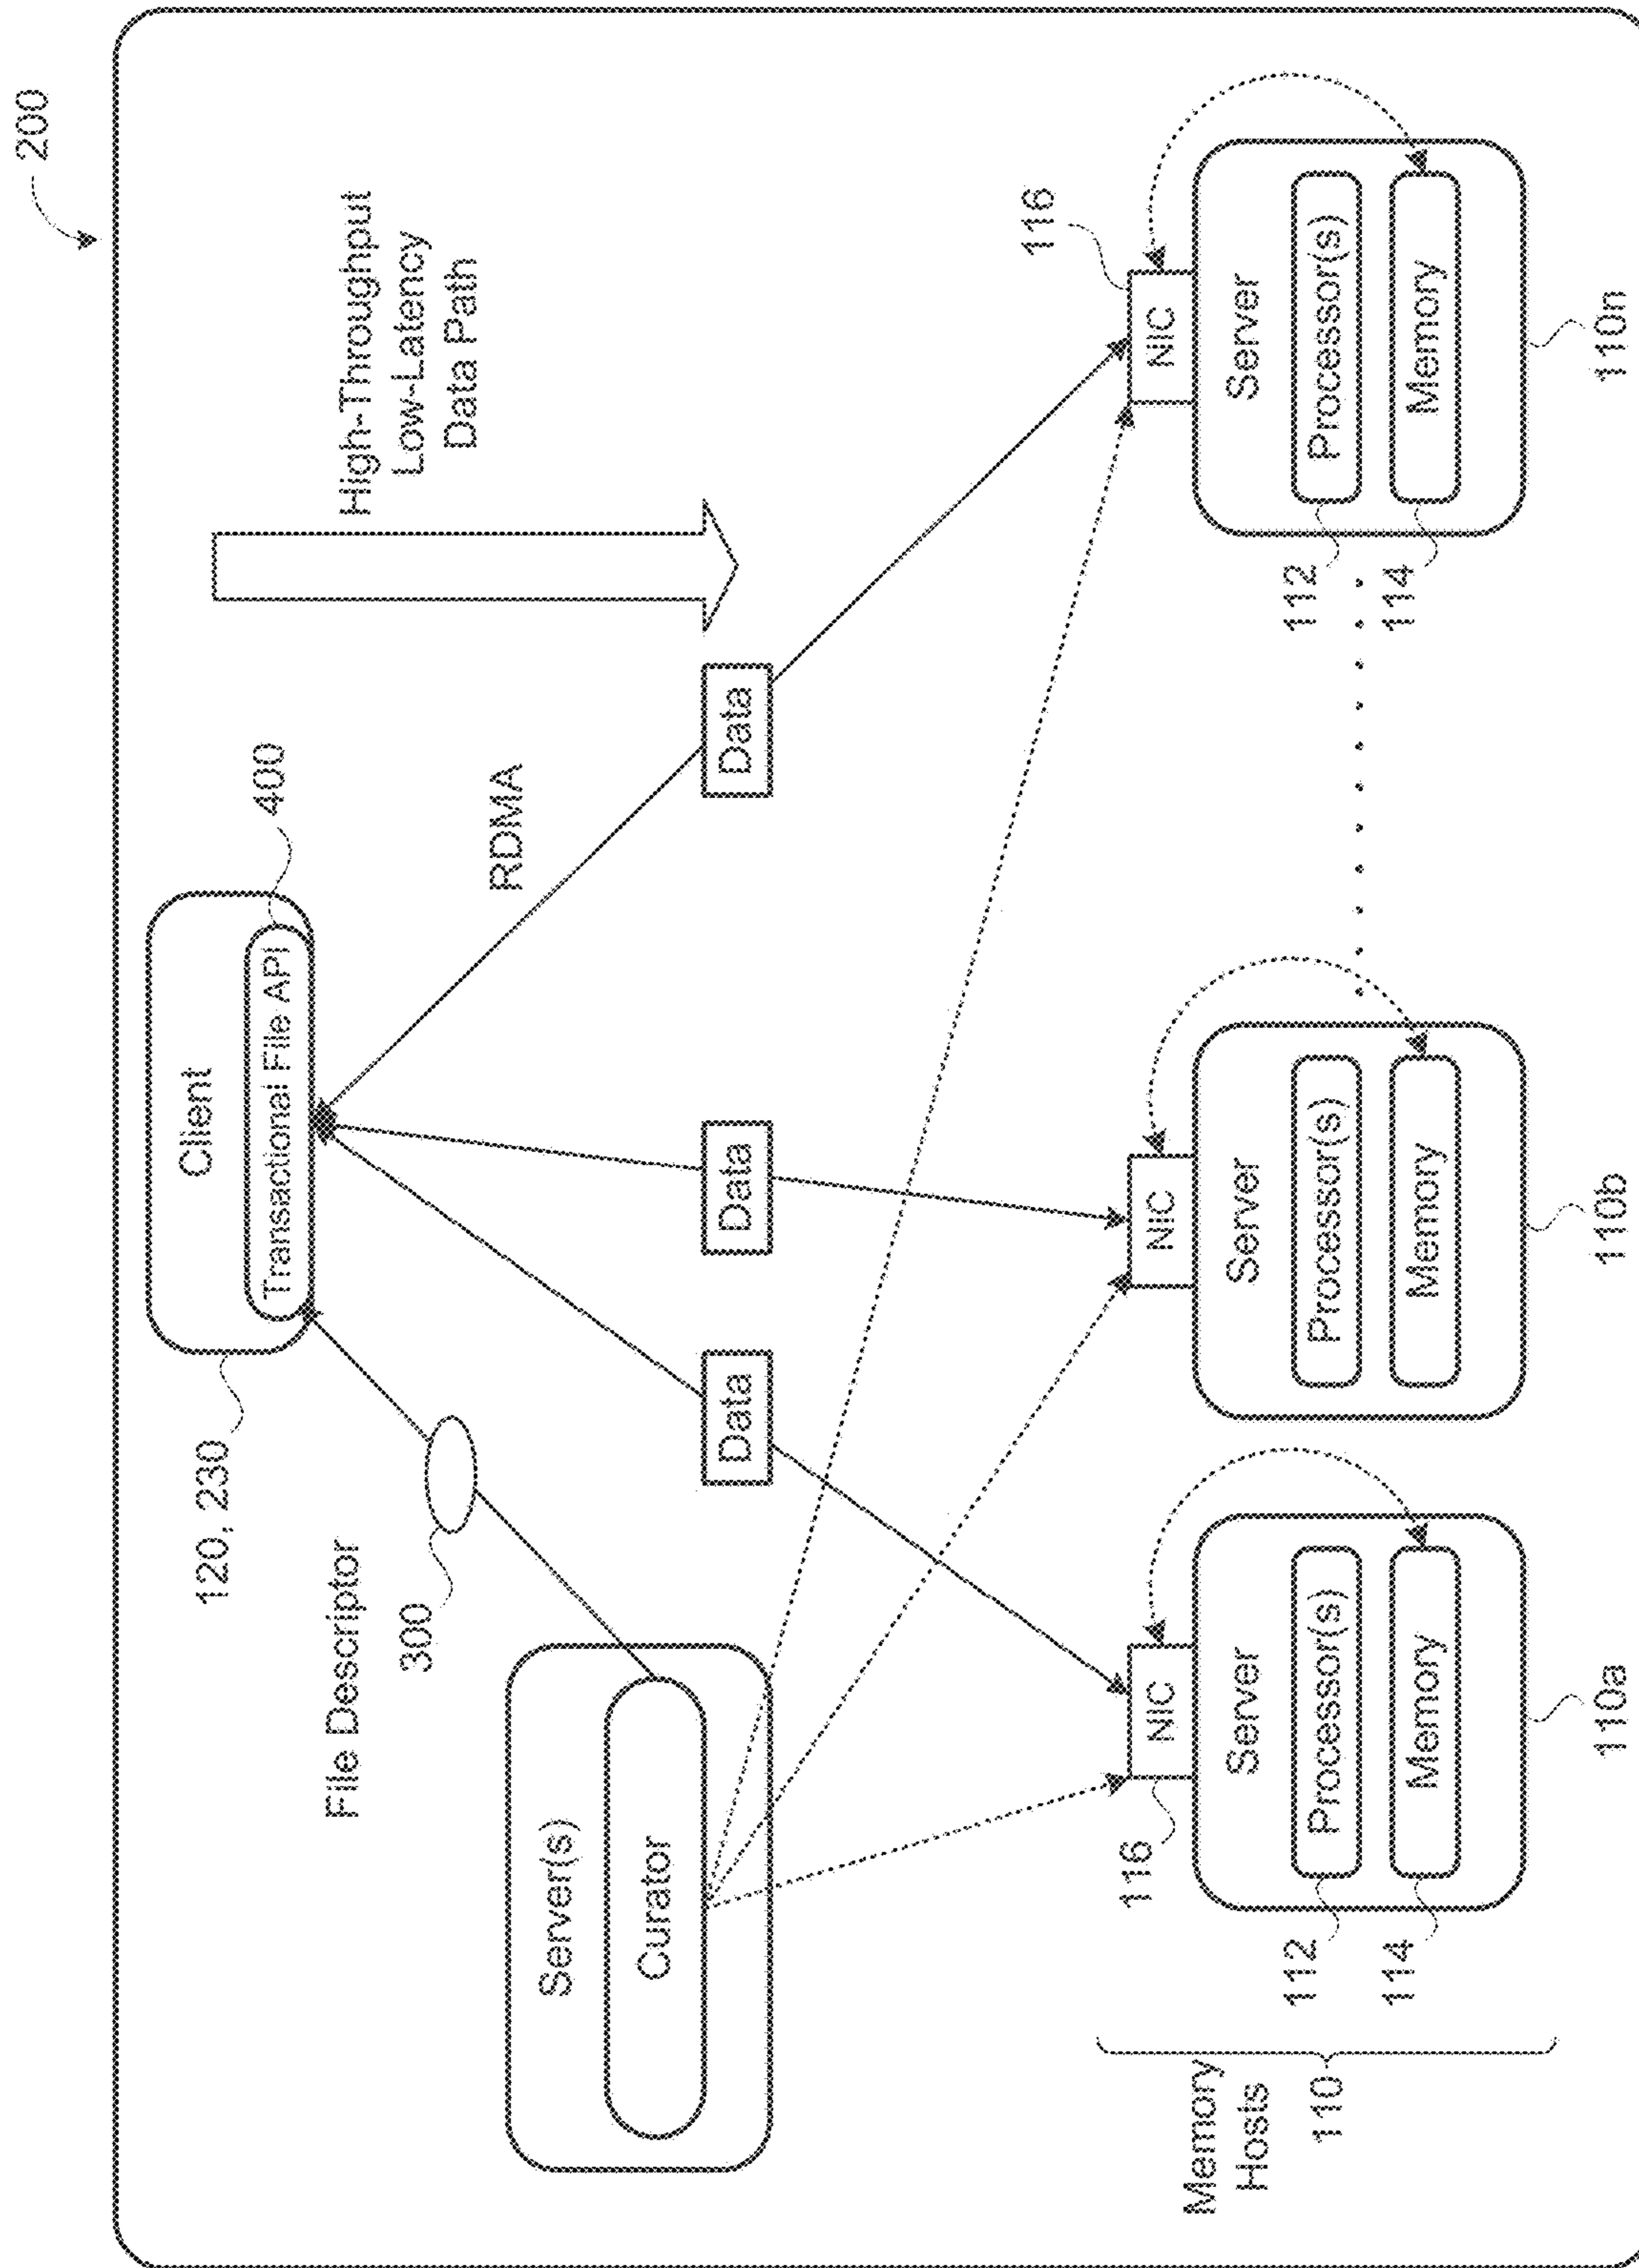 200
Client
Transactional File API
400
120, 230
File Descriptor
300
High-Throughput
Low-Latency
Data Path
RDMA
Server(s)
Curator
Data
Data
Data
116
NIC
NIC
NIC
116
Server
Server
Server
112
Processor(s)
Processor(s)
112
Processor(s)
114
Memory
Memory
114
Memory
Memory
Hosts
110
110a
110b
110n